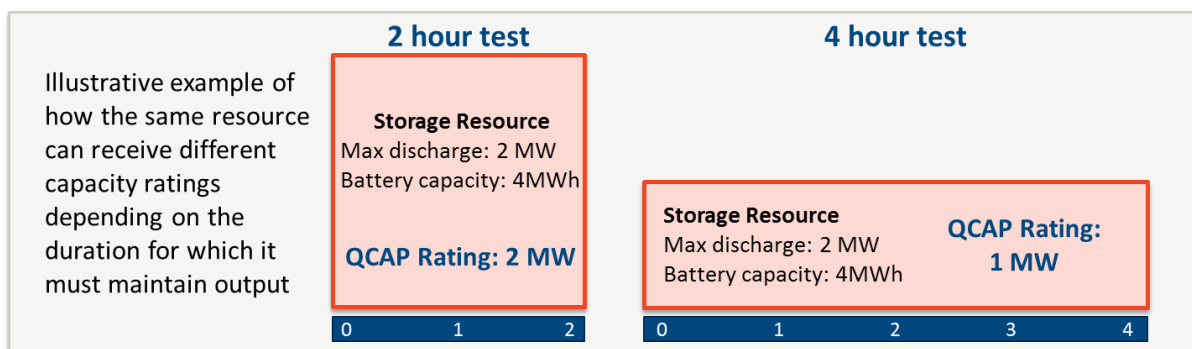 2 hour test
4 hour test
Illustrative example of
how the same resource
can receive different
capacity ratings
depending on the
duration for which it
must maintain output
Storage Resource
Max discharge: 2 MW
Battery capacity: 4MWh
QCAP Rating: 2 MW
Storage Resource
Max discharge: 2 MW
Battery capacity: 4MWh
QCAP Rating:
1 MW
0 1 2
0 1 2 3 4